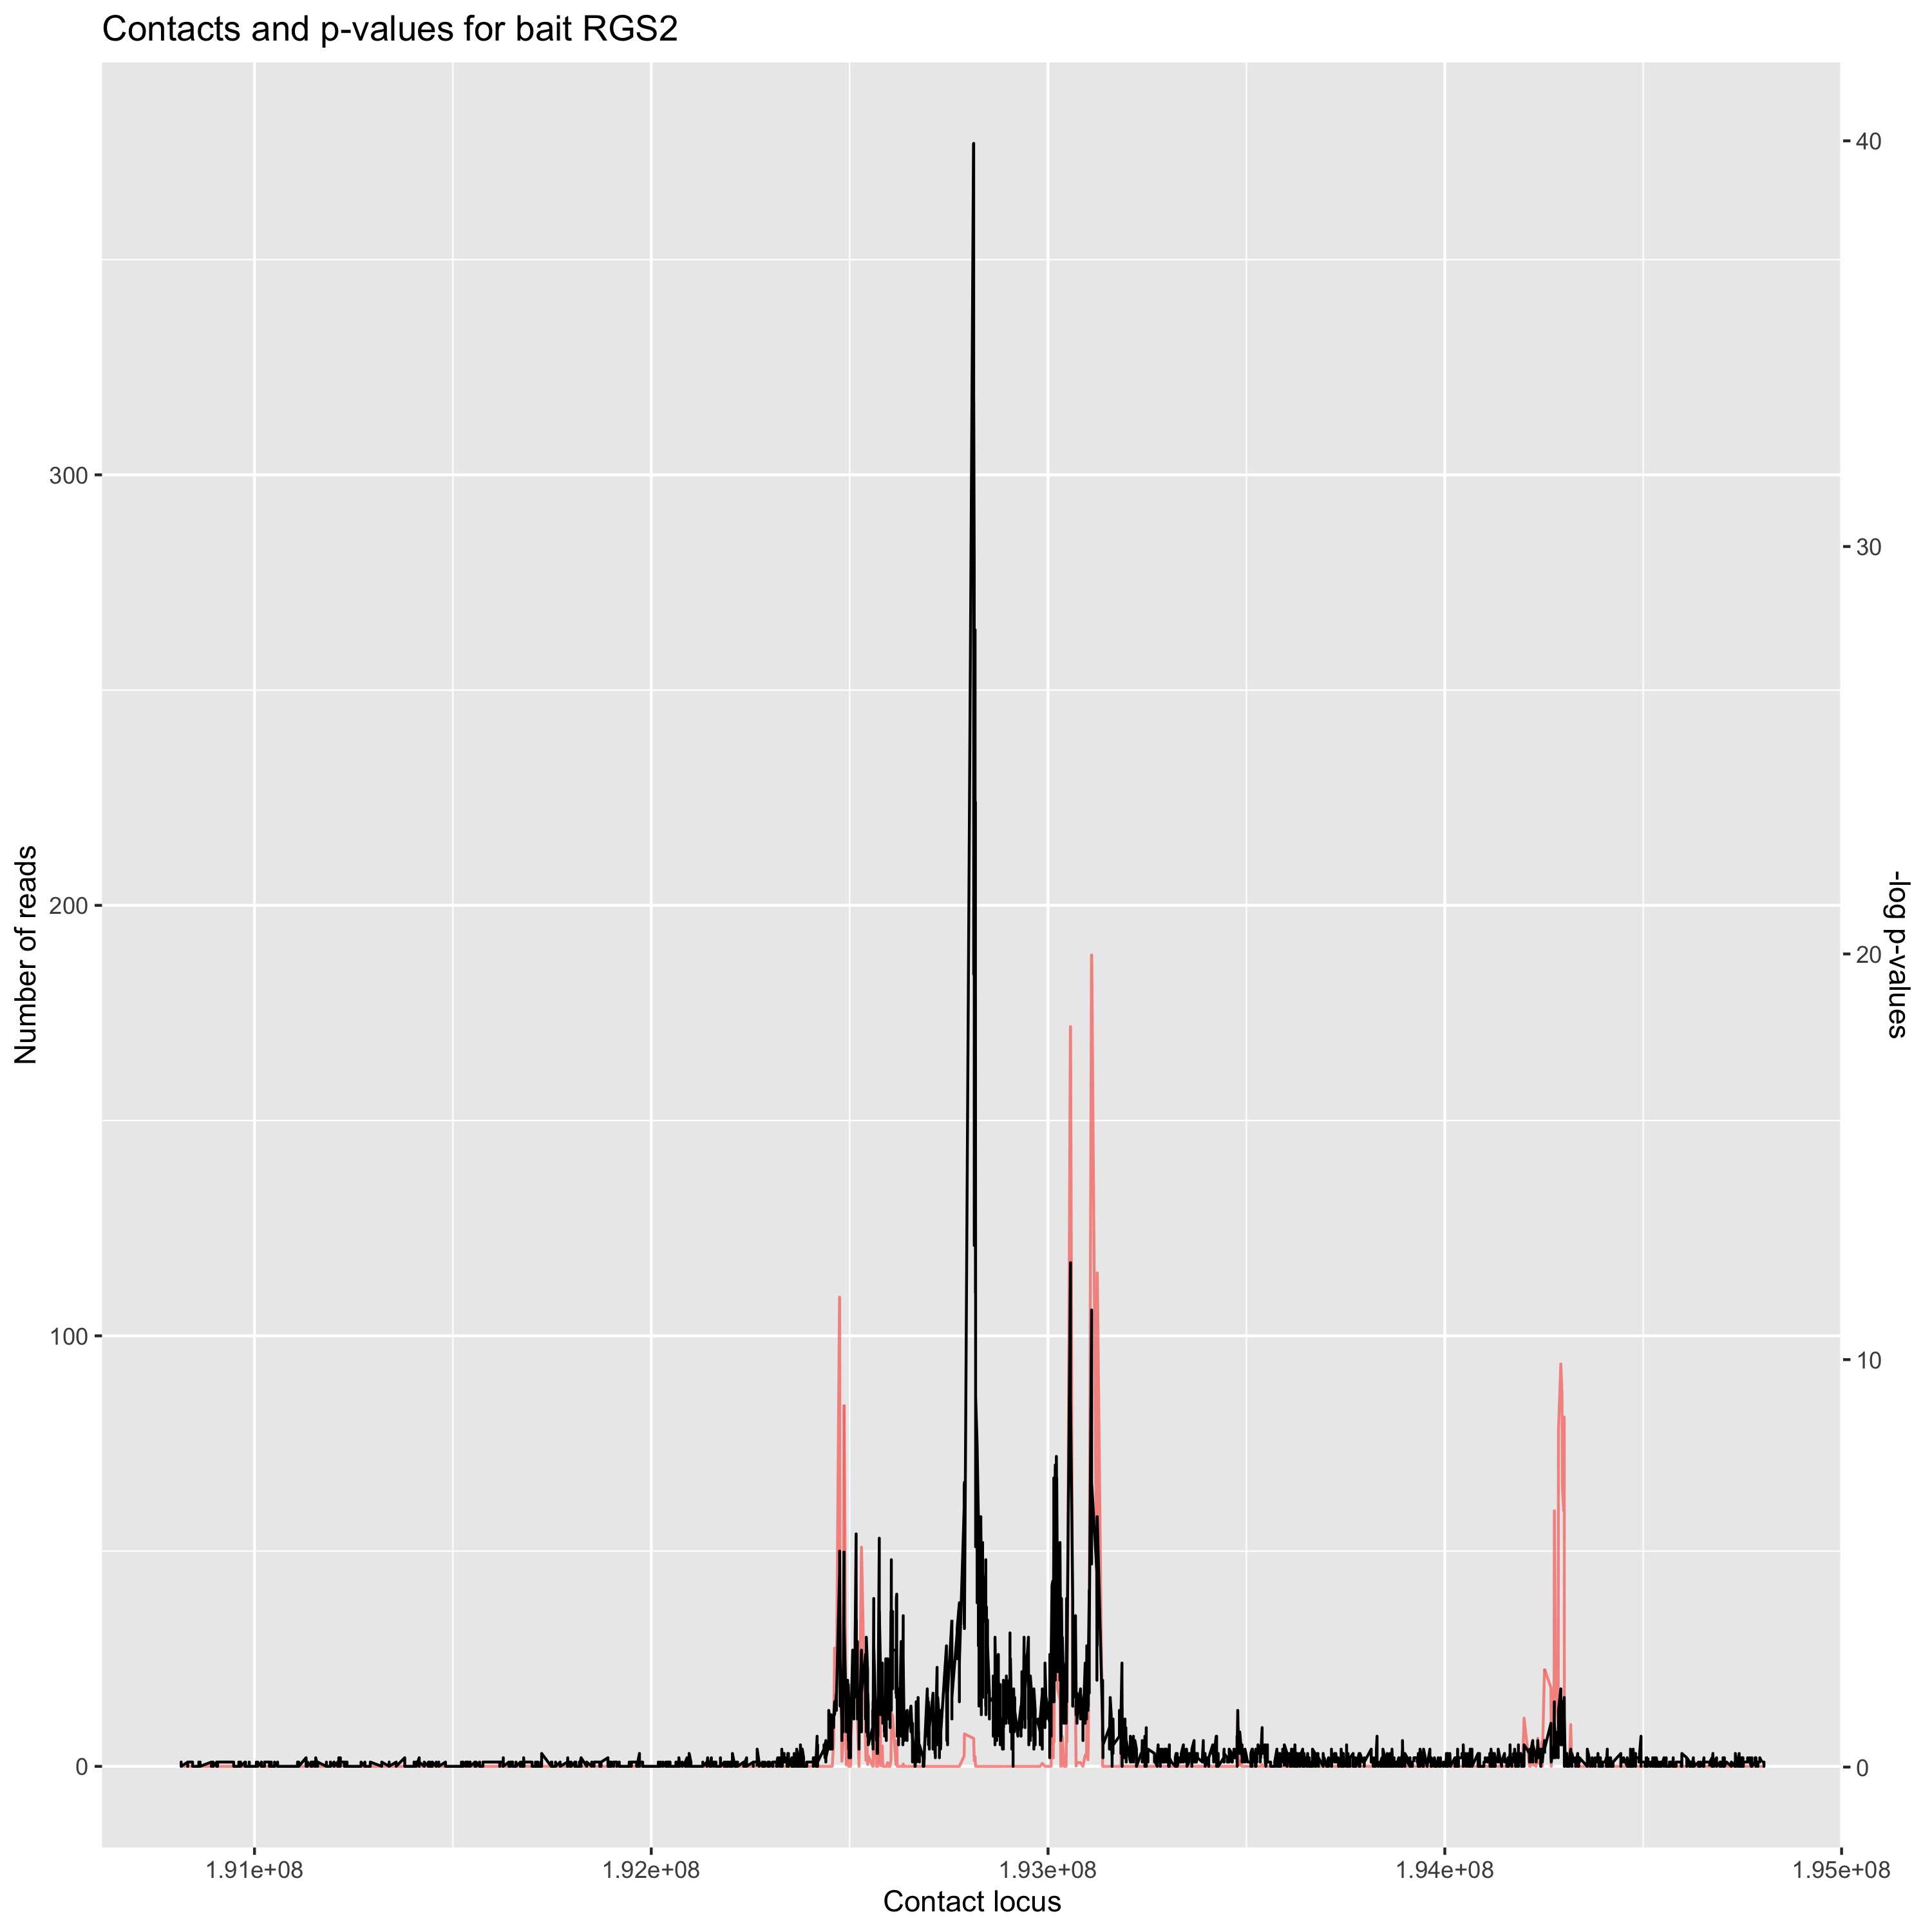 Contacts and p-values for bait RGS2
Number of reads
300
200
100
0
40
30
20
10
0
-log p-values
1.91e+08
1.92e+08
1.93e+08
1.94e+08
1.95e+08
Contact locus